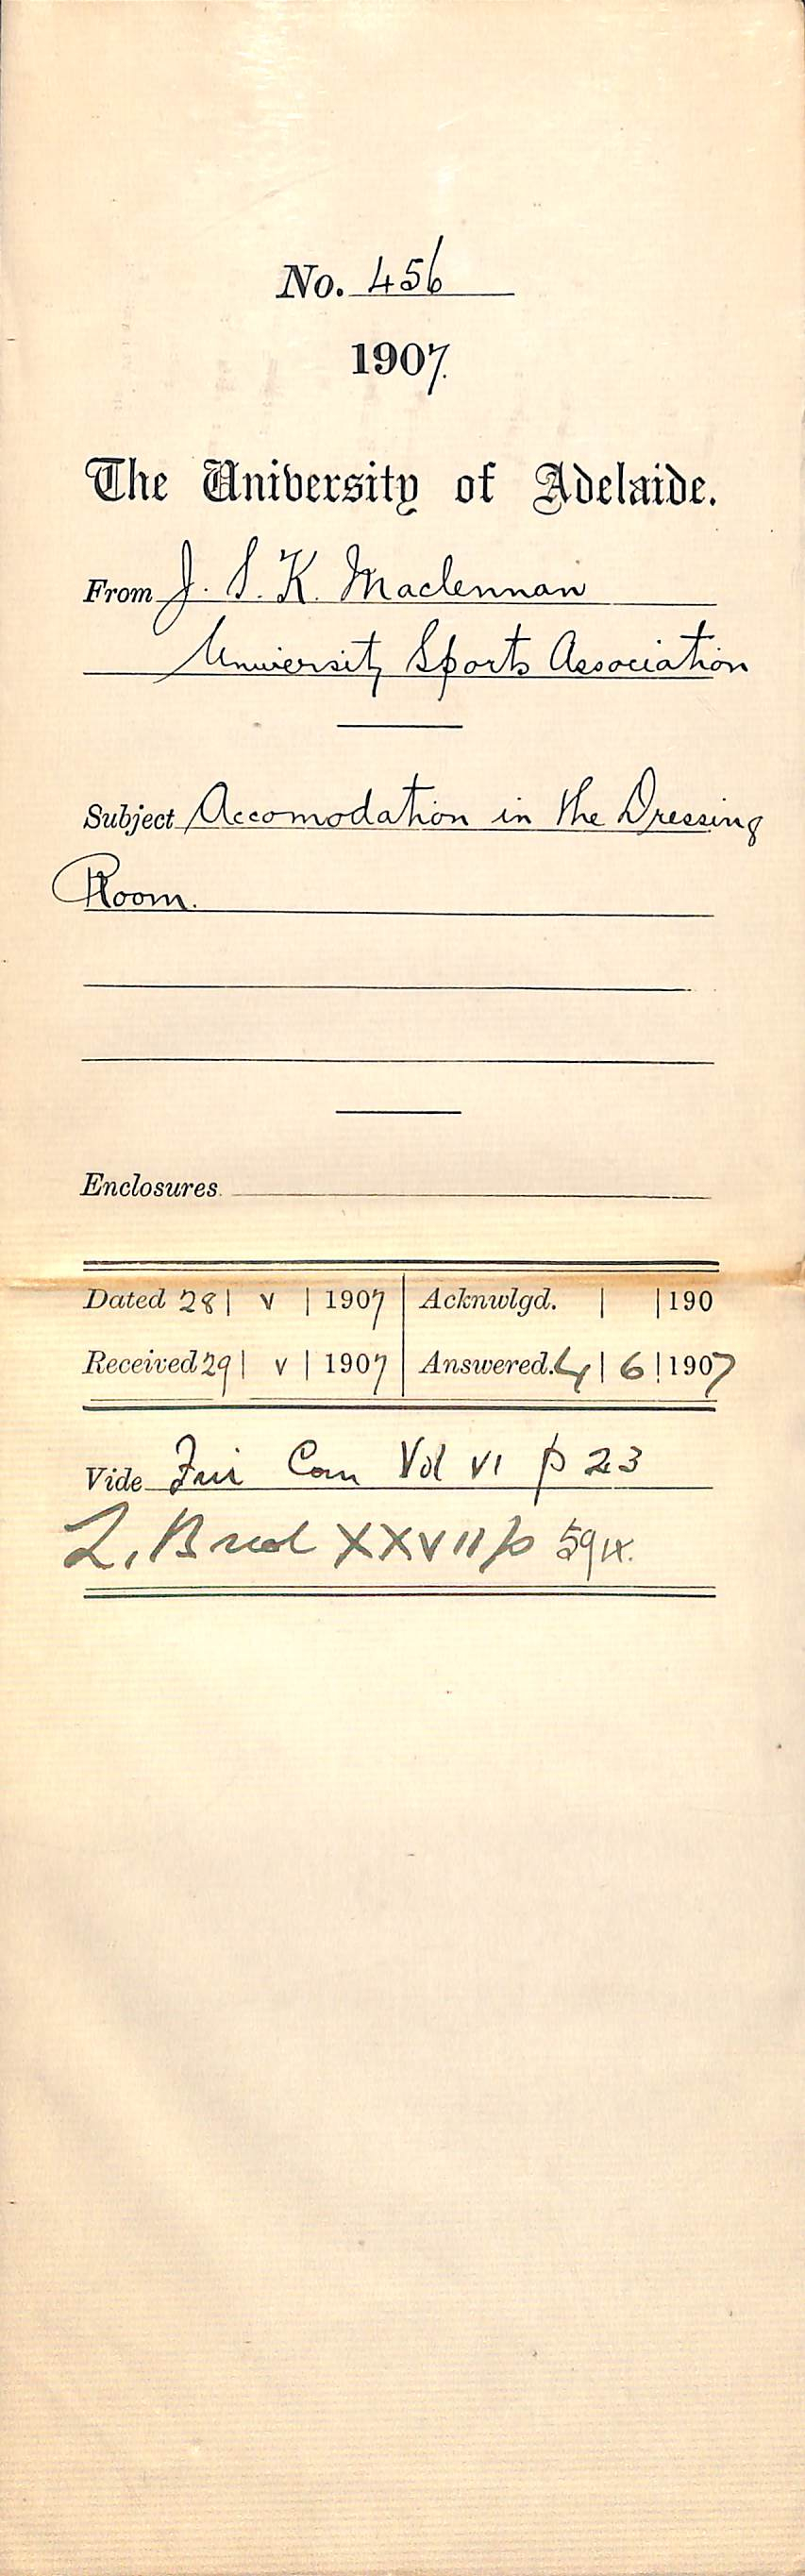 No. 456
1907.
The University of Adelaide.
From J. S. K. Maclennan
University Sports Association
Subject Accomodation in the Dressing
Room.
Enclosures
Dated 28 | V | 1907 | Acknwlgd. | | 190
Received 29 | V | 1907 | Answered. 4 | 6 | 1907
Vide Fin Com Vol VI p 23
L. B XXVII p 59